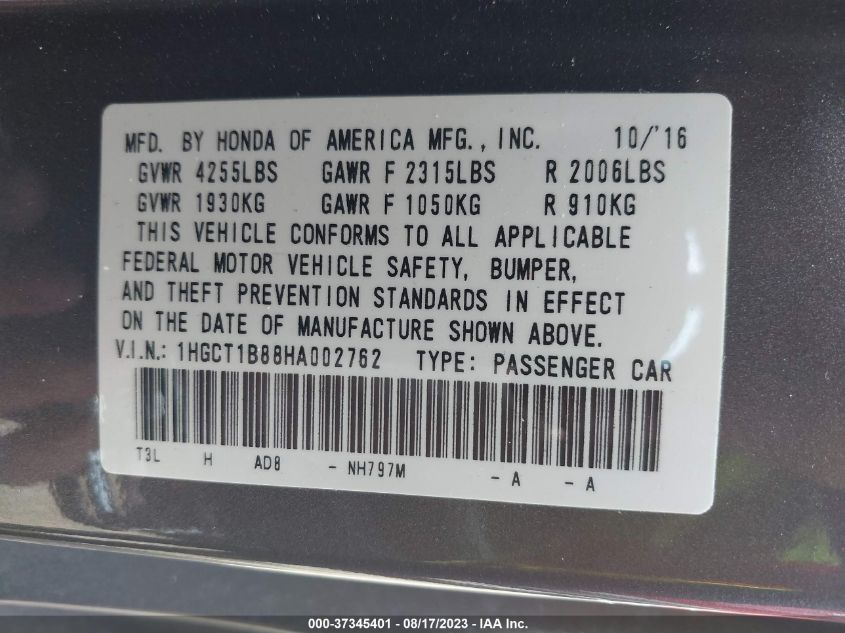 MFD. BY HONDA OF AMERICA MFG., INC. 10/'16
GVWR 4255LBS GAWR F 2315LBS R 2006LBS
GVWR 1930KG GAWR F 1050KG R 910KG
THIS VEHICLE CONFORMS TO ALL APPLICABLE
FEDERAL MOTOR VEHICLE SAFETY, BUMPER,
AND THEFT PREVENTION STANDARDS IN EFFECT
ON THE DATE OF MANUFACTURE SHOWN ABOVE.
V.I.N.: 1HGCT1B88HA002762 TYPE: PASSENGER CAR
T3L H AD8 - NH797M - A - A
000-37345401 - 08/17/2023 - IAA Inc.